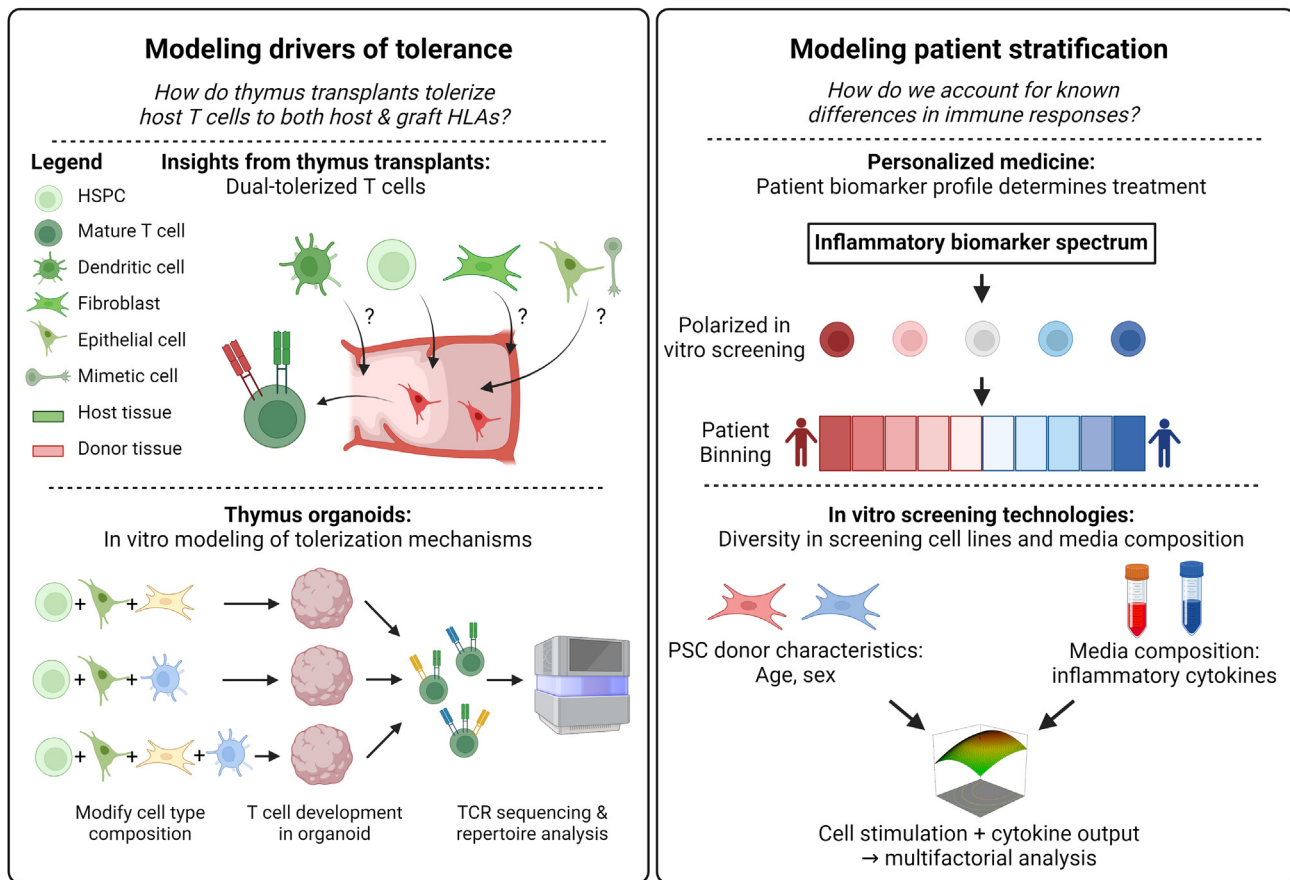 Modeling drivers of tolerance
How do thymus transplants tolerize
host T cells to both host & graft HLAs?
Legend
HSPC
Mature T cell
Dendritic cell
Fibroblast
Epithelial cell
Mimetic cell
Host tissue
Donor tissue
Insights from thymus transplants:
Dual-tolerized T cells
?
?
?
Thymus organoids:
In vitro modeling of tolerization mechanisms
+ +
+ +
+ + +
Modify cell type
composition
T cell development
in organoid
TCR sequencing &
repertoire analysis
Modeling patient stratification
How do we account for known
differences in immune responses?
Personalized medicine:
Patient biomarker profile determines treatment
Inflammatory biomarker spectrum
Polarized in
vitro screening
Patient
Binning
In vitro screening technologies:
Diversity in screening cell lines and media composition
PSC donor characteristics:
Age, sex
Media composition:
inflammatory cytokines
Cell stimulation + cytokine output
→ multifactorial analysis